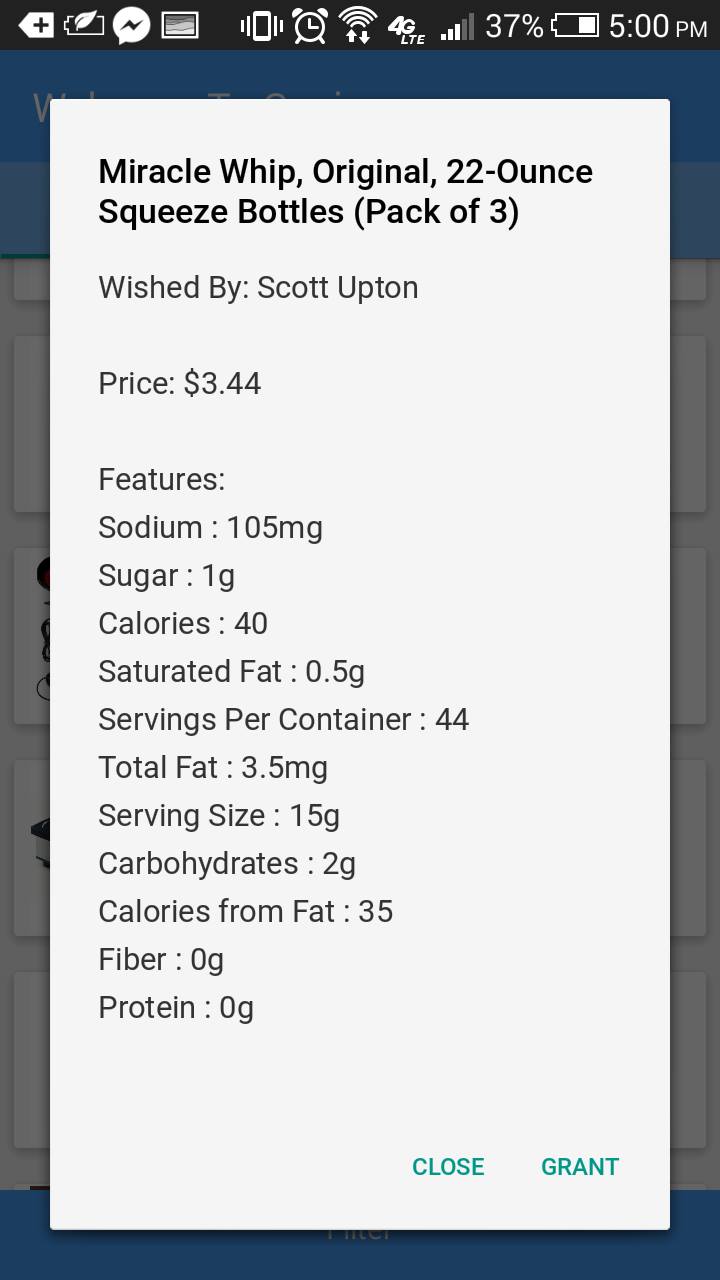 37% 5:00 PM
4G LTE
Miracle Whip, Original, 22-Ounce
Squeeze Bottles (Pack of 3)
Wished By: Scott Upton
Price: $3.44
Features:
Sodium : 105mg
Sugar : 1g
Calories : 40
Saturated Fat : 0.5g
Servings Per Container : 44
Total Fat : 3.5mg
Serving Size : 15g
Carbohydrates : 2g
Calories from Fat : 35
Fiber : 0g
Protein : 0g
CLOSE GRANT
Filter